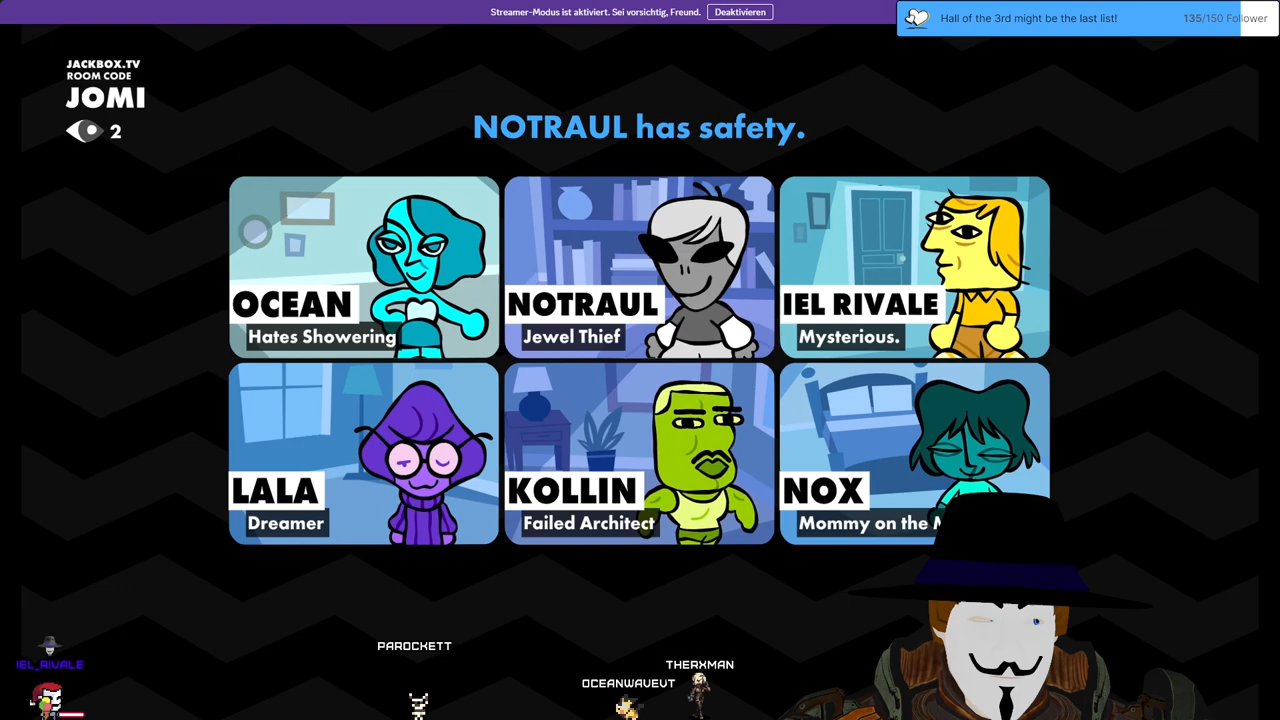 Streamer-Modus ist aktiviert. Sei vorsichtig, Freund. Deaktivieren
Hall of the 3rd might be the last list! 135/150 Follower
JACKBOX.TV
ROOM CODE
JOMI
2
NOTRAUL has safety.
OCEAN
Hates Showering
NOTRAUL
Jewel Thief
IEL RIVALE
Mysterious.
LALA
Dreamer
KOLLIN
Failed Architect
NOX
Mommy on the
PAROCKETT
IEL_RIVALE
THERXMAN
OCEANWAVEVT